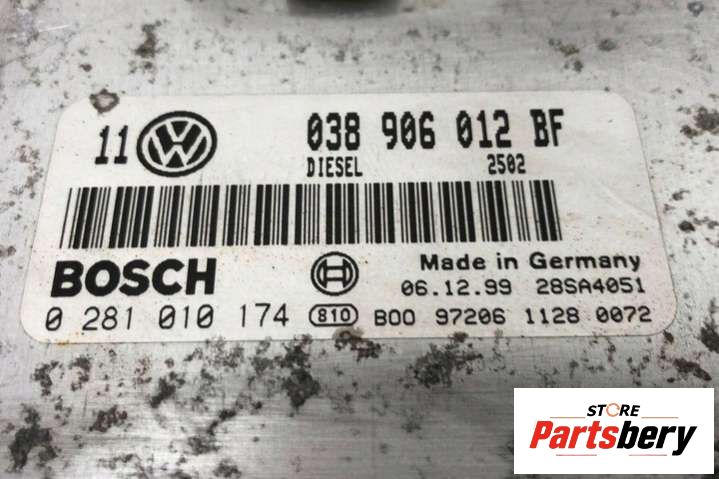 11 VW 038 906 012 BF
DIESEL 2502
BOSCH Made in Germany
06.12.99 28SA4051
0 281 010 174 810 B00 97206 1128 0072
STORE
Partsbery